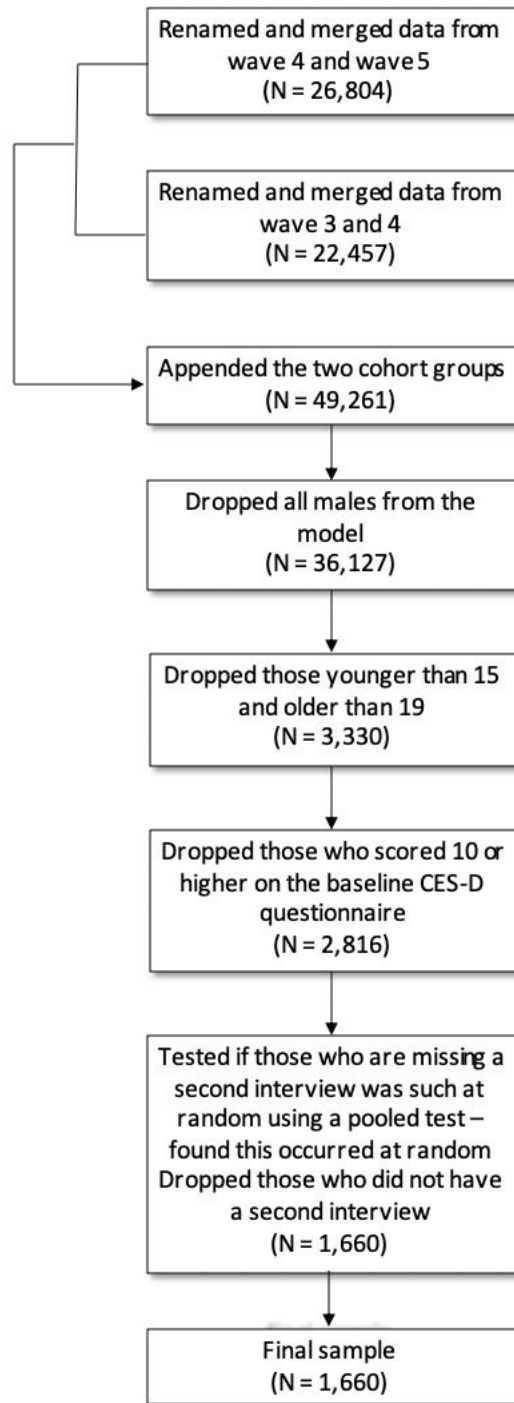 Renamed and merged data from
wave 4 and wave 5
(N = 26,804)
Renamed and merged data from
wave 3 and 4
(N = 22,457)
Appended the two cohort groups
(N = 49,261)
Dropped all males from the
model
(N = 36,127)
Dropped those younger than 15
and older than 19
(N = 3,330)
Dropped those who scored 10 or
higher on the baseline CES-D
questionnaire
(N = 2,816)
Tested if those who are missing a
second interview was such at
random using a pooled test –
found this occurred at random
Dropped those who did not have
a second interview
(N = 1,660)
Final sample
(N = 1,660)